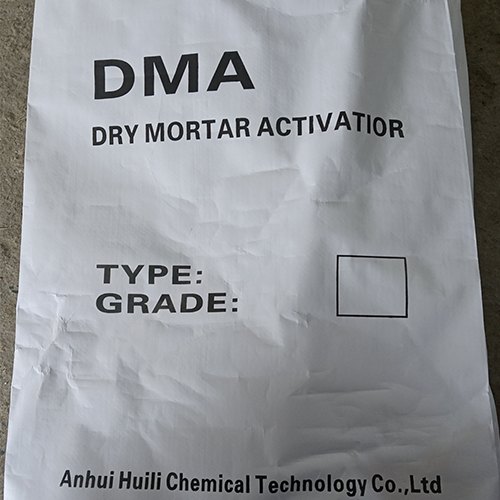 DMA
DRY MORTAR ACTIVATIOR
TYPE:
GRADE:
Anhui Huili Chemical Technology Co.,Ltd